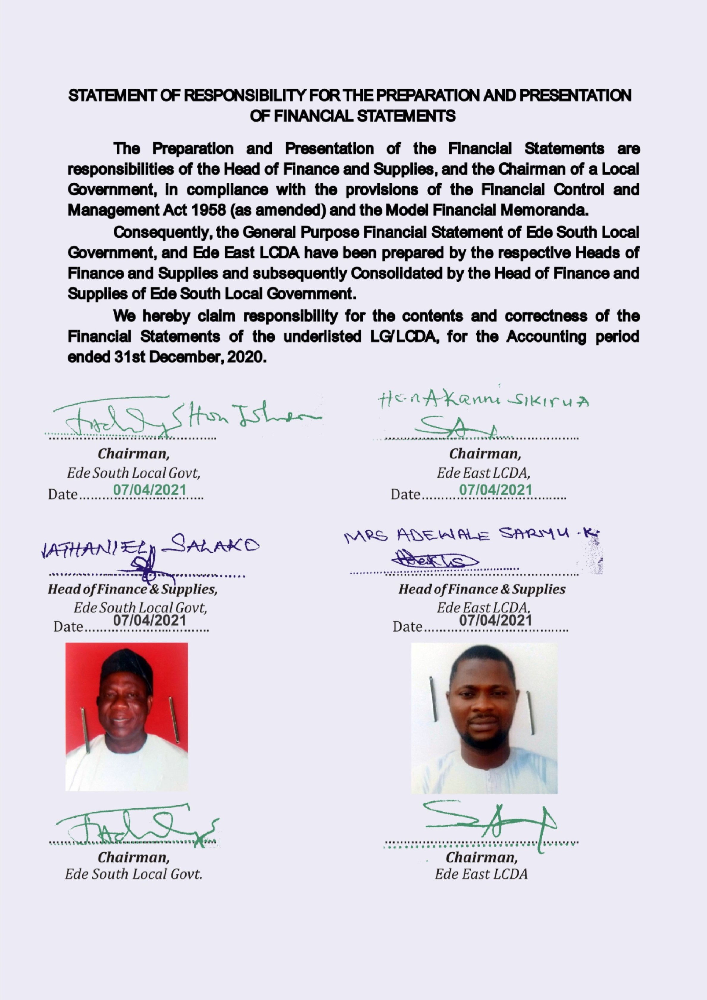 STATEMENT OF RESPONSIBILITY FOR THE PREPARATION AND PRESENTATION
OF FINANCIAL STATEMENTS
The Preparation and Presentation of the Financial Statements are
responsibilities of the Head of Finance and Supplies, and the Chairman of a Local
Government, in compliance with the provisions of the Financial Control and
Management Act 1958 (as amended) and the Model Financial Memoranda.
Consequently, the General Purpose Financial Statement of Ede South Local
Government, and Ede East LCDA have been prepared by the respective Heads of
Finance and Supplies and subsequently Consolidated by the Head of Finance and
Supplies of Ede South Local Government.
We hereby claim responsibility for the contents and correctness of the
Financial Statements of the underlisted LG/LCDA, for the Accounting period
ended 31st December, 2020.
Hon
Hon Akanni SIKIRU A
Chairman,
Ede South Local Govt,
Date 07/04/2021
Chairman,
Ede East LCDA,
Date 07/04/2021
NATHANIEL SALAKO
MRS ADEWALE SARIYU .K.
Head of Finance & Supplies,
Ede South Local Govt,
Date 07/04/2021
Head of Finance & Supplies
Ede East LCDA,
Date 07/04/2021
Chairman,
Ede South Local Govt.
Chairman,
Ede East LCDA